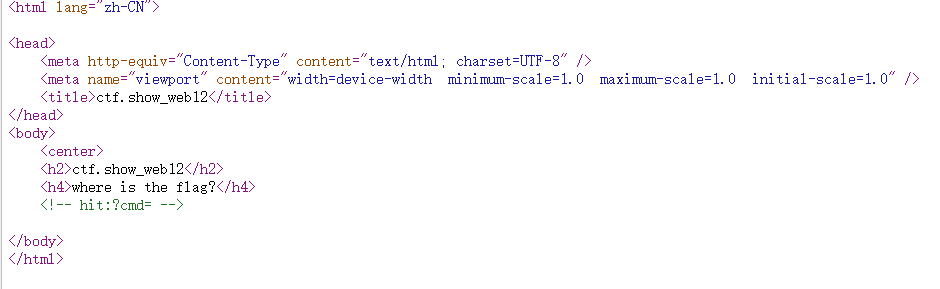 <html lang="zh-CN">
<head>
<meta http-equiv="Content-Type" content="text/html; charset=UTF-8" />
<meta name="viewport" content="width=device-width  minimum-scale=1.0  maximum-scale=1.0  initial-scale=1.0" />
<title>ctf.show_web12</title>
</head>
<body>
<center>
<h2>ctf.show_web12</h2>
<h4>where is the flag?</h4>
<!-- hit:?cmd= -->
</body>
</html>